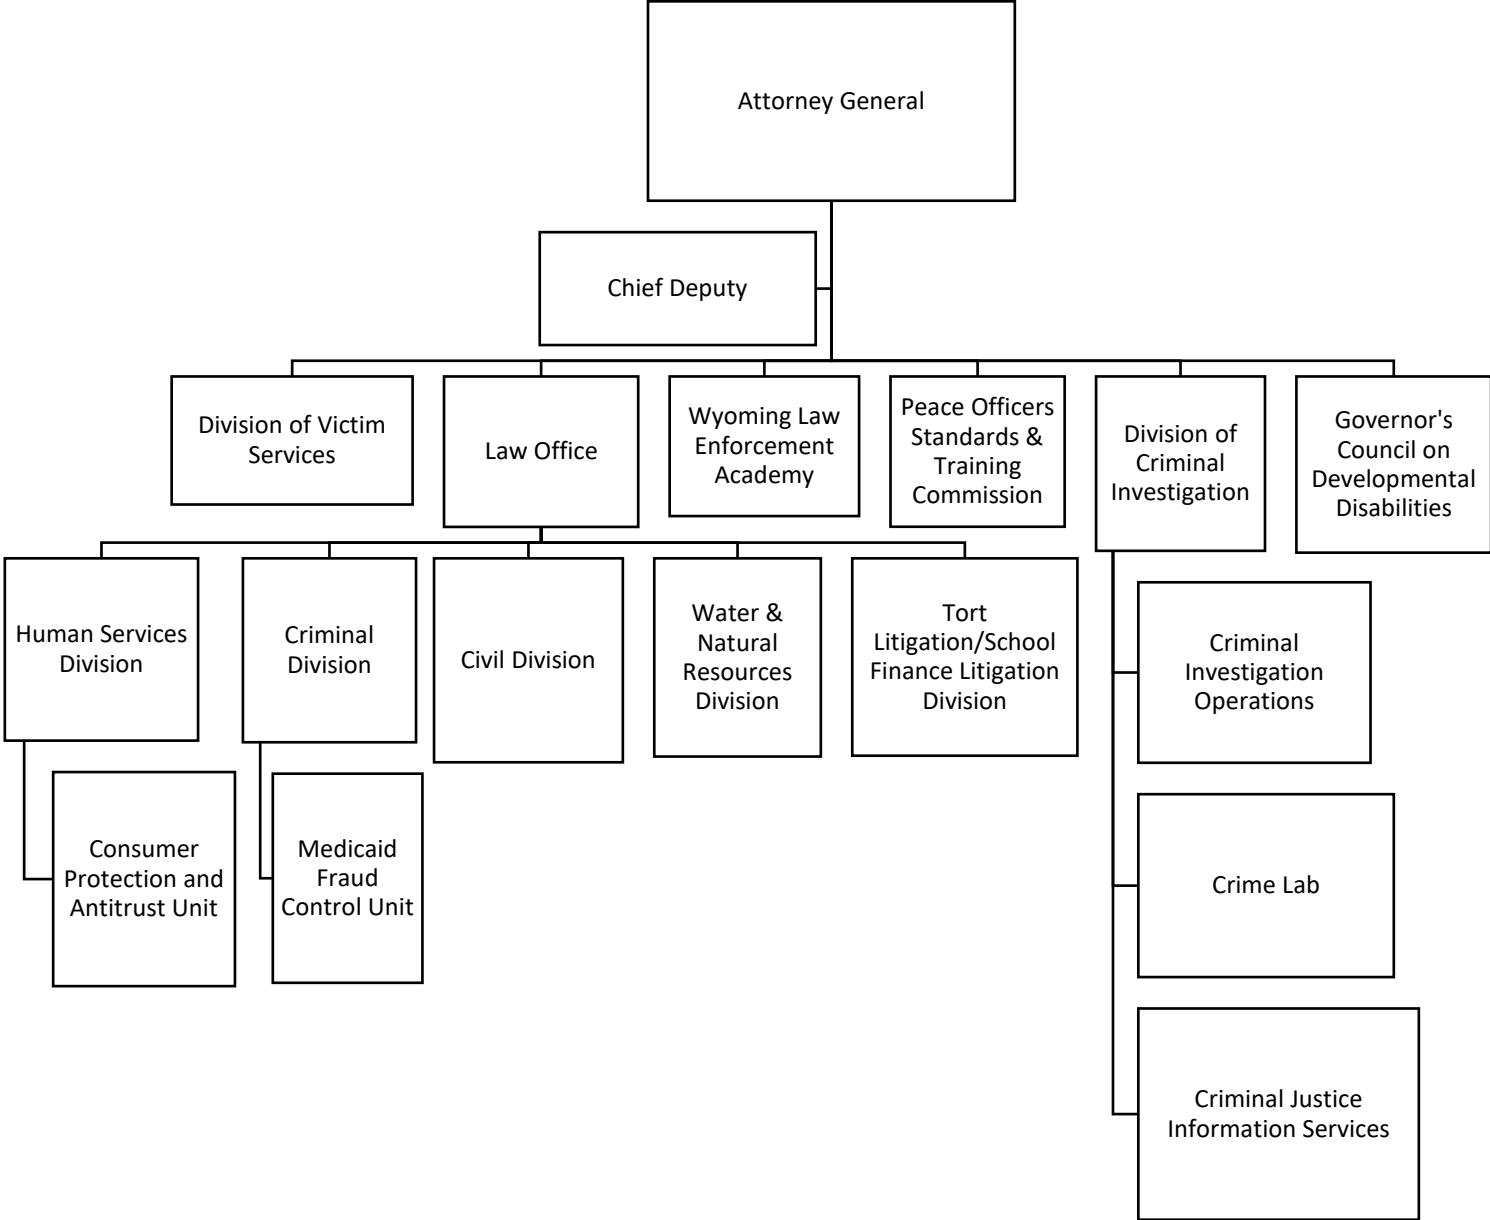 Attorney General
Chief Deputy
Division of Victim
Services
Law Office
Wyoming Law
Enforcement
Academy
Peace Officers
Standards &
Training
Commission
Division of
Criminal
Investigation
Governor's
Council on
Developmental
Disabilities
Human Services
Division
Criminal
Division
Civil Division
Water &
Natural
Resources
Division
Tort
Litigation/School
Finance Litigation
Division
Criminal
Investigation
Operations
Consumer
Protection and
Antitrust Unit
Medicaid
Fraud
Control Unit
Crime Lab
Criminal Justice
Information Services